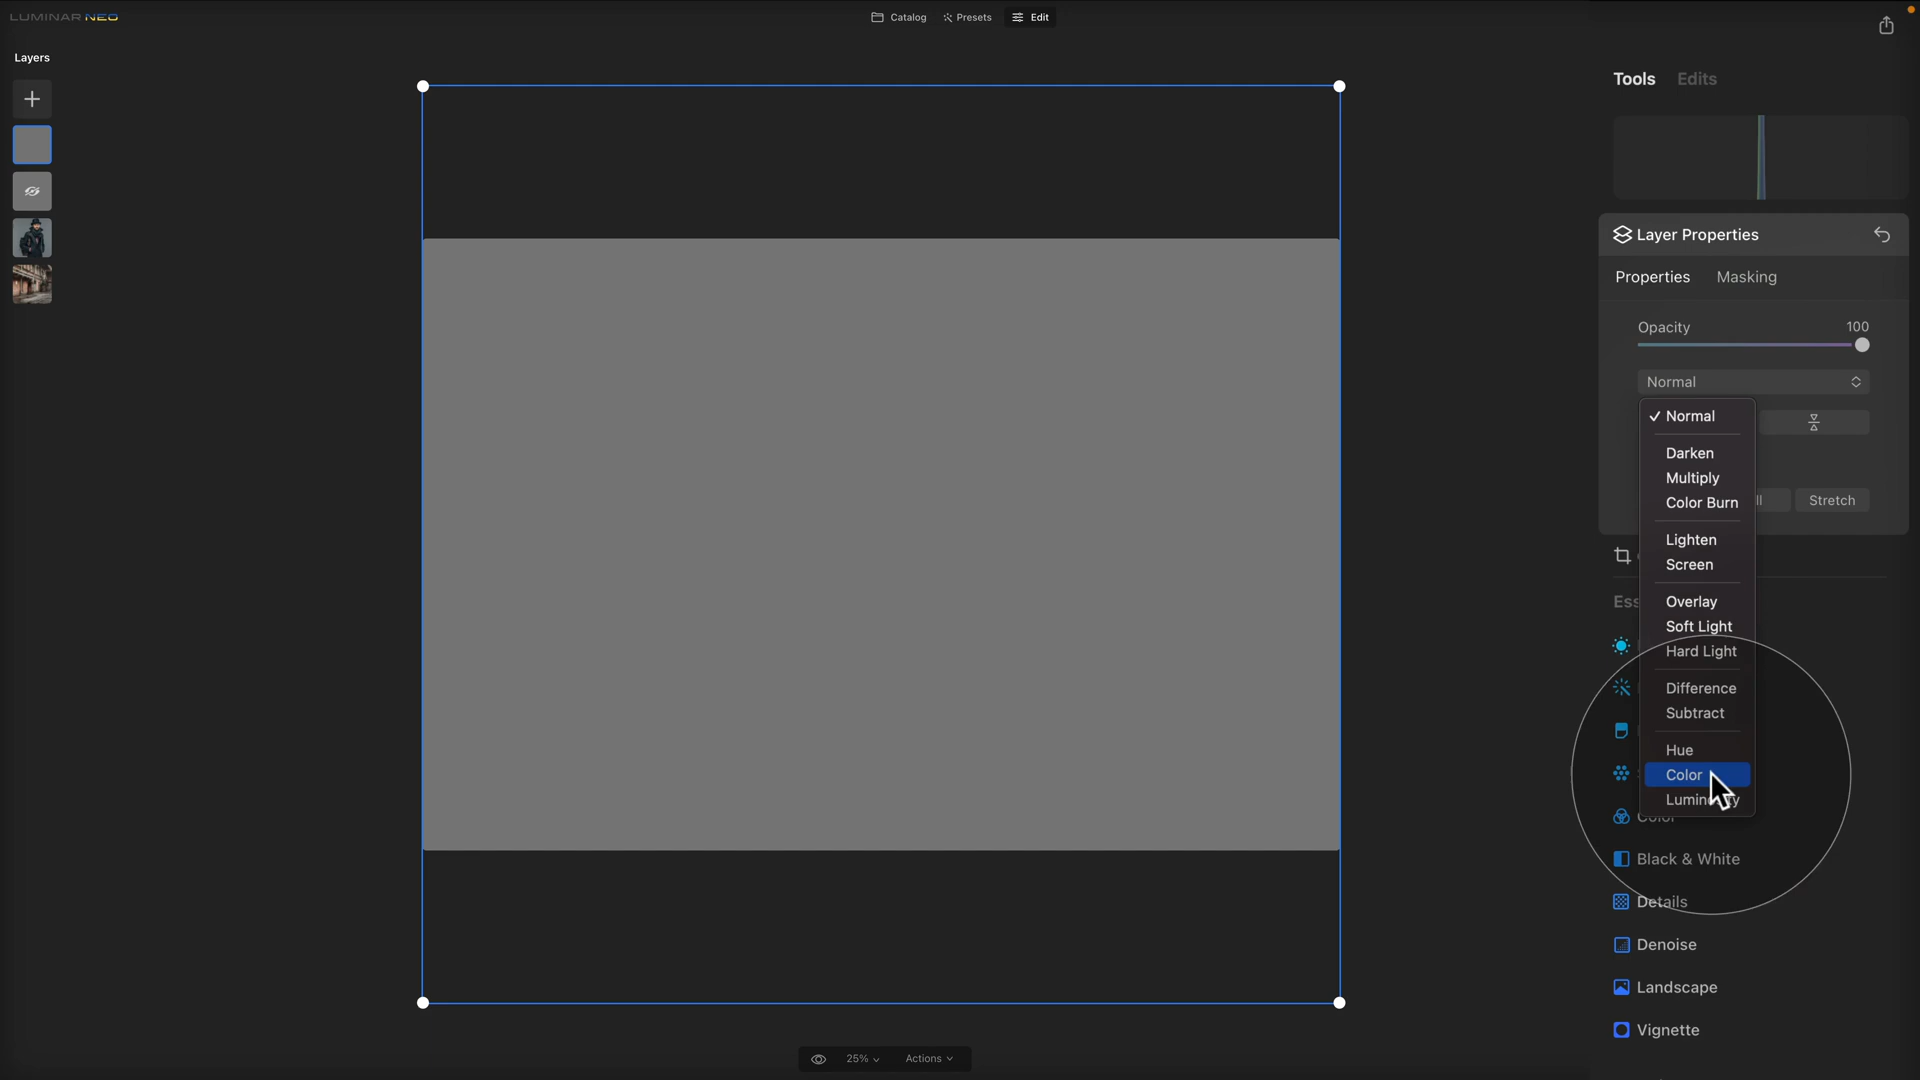 LUMINAR NEO
Catalog
Presets
Edit
Layers
Tools
Edits
Layer Properties
Properties
Masking
Opacity
100
Normal
Normal
Darken
Multiply
Color Burn
Lighten
Screen
Overlay
Soft Light
Hard Light
Difference
Subtract
Hue
Color
Luminosity
Stretch
Color
Black & White
Details
Denoise
Landscape
Vignette
25%
Actions